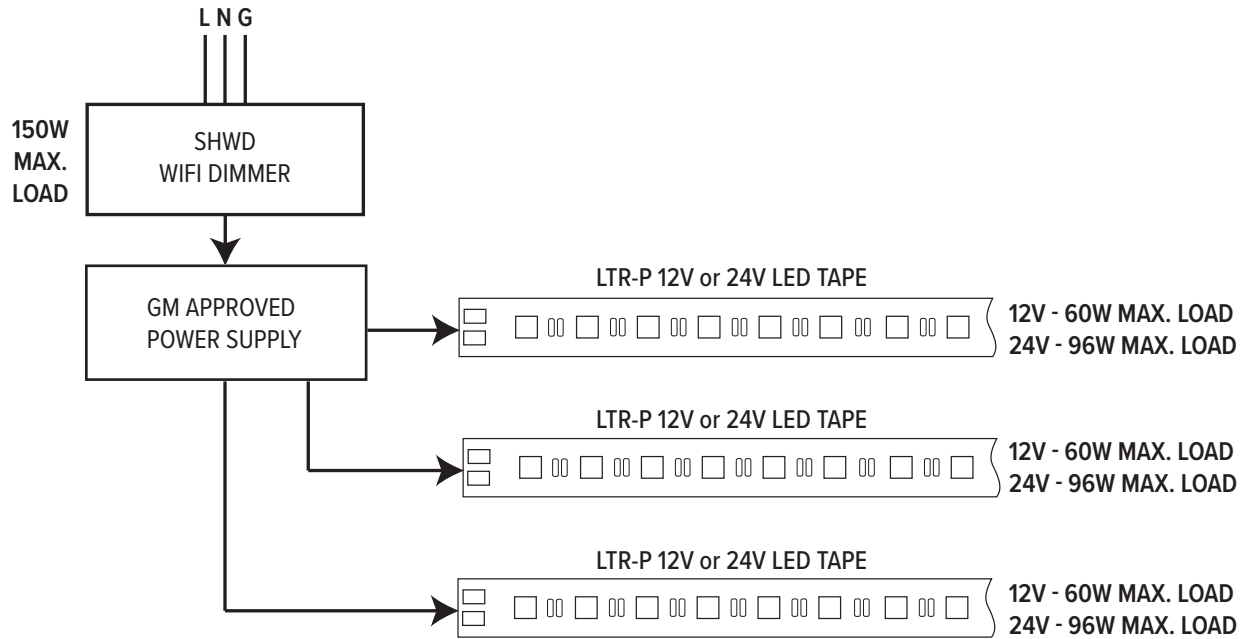 L N G
150W
MAX.
LOAD
SHWD
WIFI DIMMER
GM APPROVED
POWER SUPPLY
LTR-P 12V or 24V LED TAPE
12V - 60W MAX. LOAD
24V - 96W MAX. LOAD
LTR-P 12V or 24V LED TAPE
12V - 60W MAX. LOAD
24V - 96W MAX. LOAD
LTR-P 12V or 24V LED TAPE
12V - 60W MAX. LOAD
24V - 96W MAX. LOAD